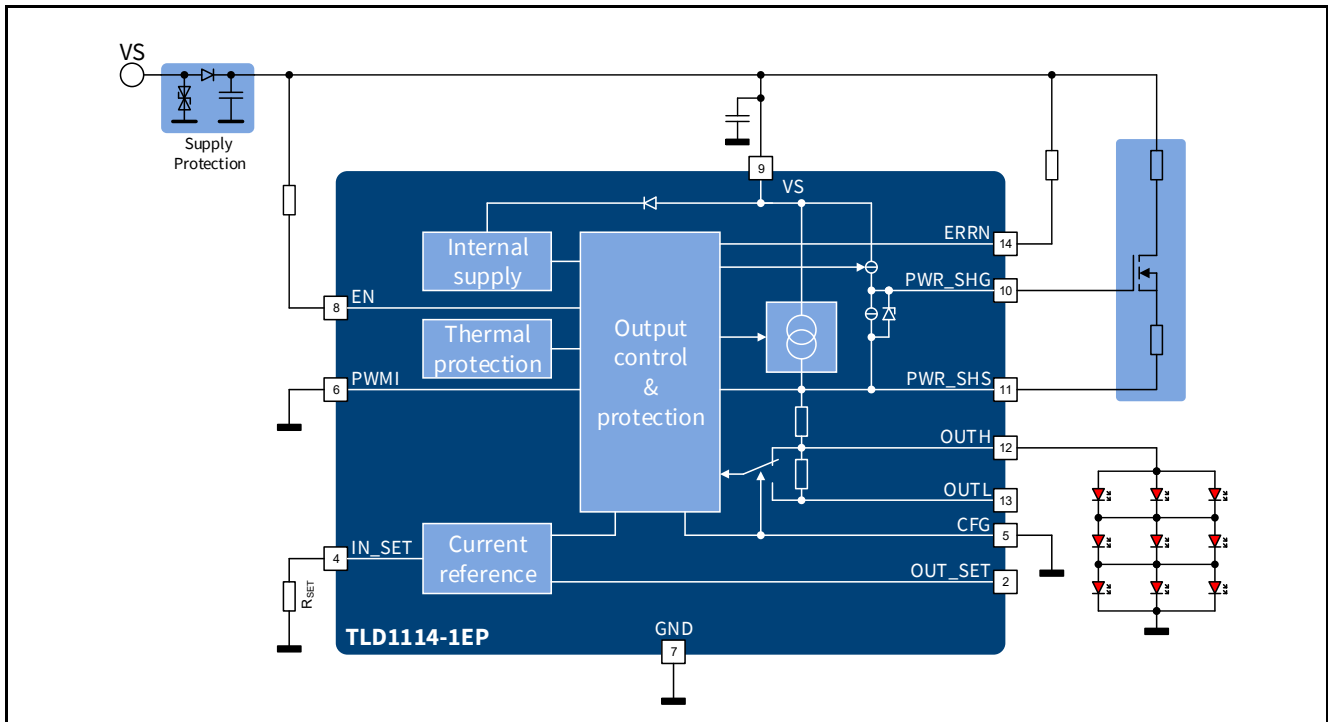 VS
Supply
Protection
9
VS
Internal
supply
ERRN
14
PWR_SHG
10
EN
8
Thermal
protection
Output
control
&
protection
PWMI
6
PWR_SHS
11
OUTH
12
OUTL
13
CFG
5
IN_SET
4
Current
reference
OUT_SET
2
RSET
TLD1114-1EP
GND
7